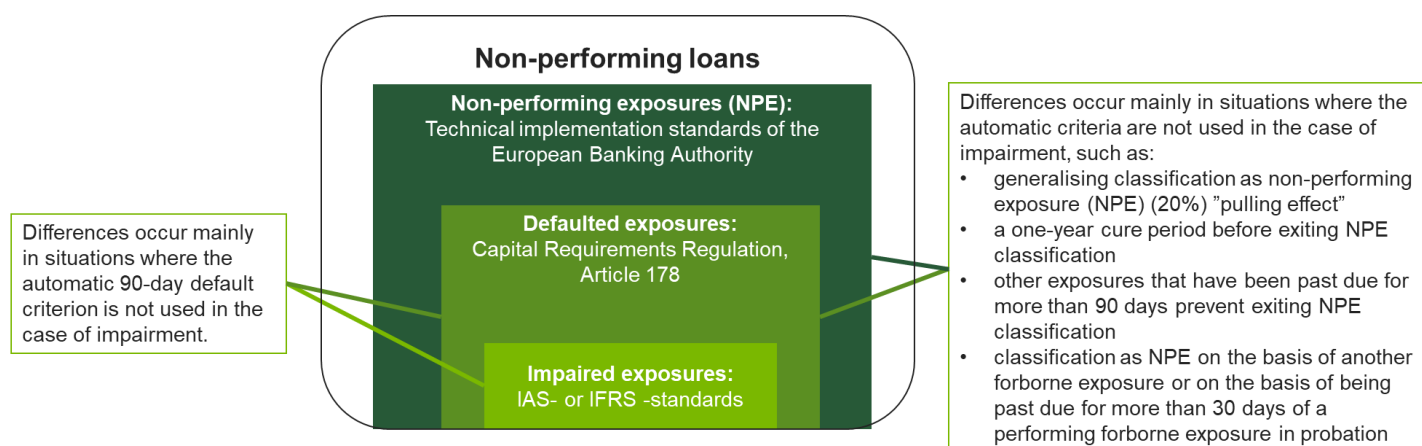 Non-performing loans
Non-performing exposures (NPE):
Technical implementation standards of the
European Banking Authority
Defaulted exposures:
Capital Requirements Regulation,
Article 178
Impaired exposures:
IAS- or IFRS -standards
Differences occur mainly
in situations where the
automatic 90-day default
criterion is not used in the
case of impairment.
Differences occur mainly in situations where the
automatic criteria are not used in the case of
impairment, such as:
• generalising classification as non-performing
exposure (NPE) (20%) ”pulling effect”
• a one-year cure period before exiting NPE
classification
• other exposures that have been past due for
more than 90 days prevent exiting NPE
classification
• classification as NPE on the basis of another
forborne exposure or on the basis of being
past due for more than 30 days of a
performing forborne exposure in probation